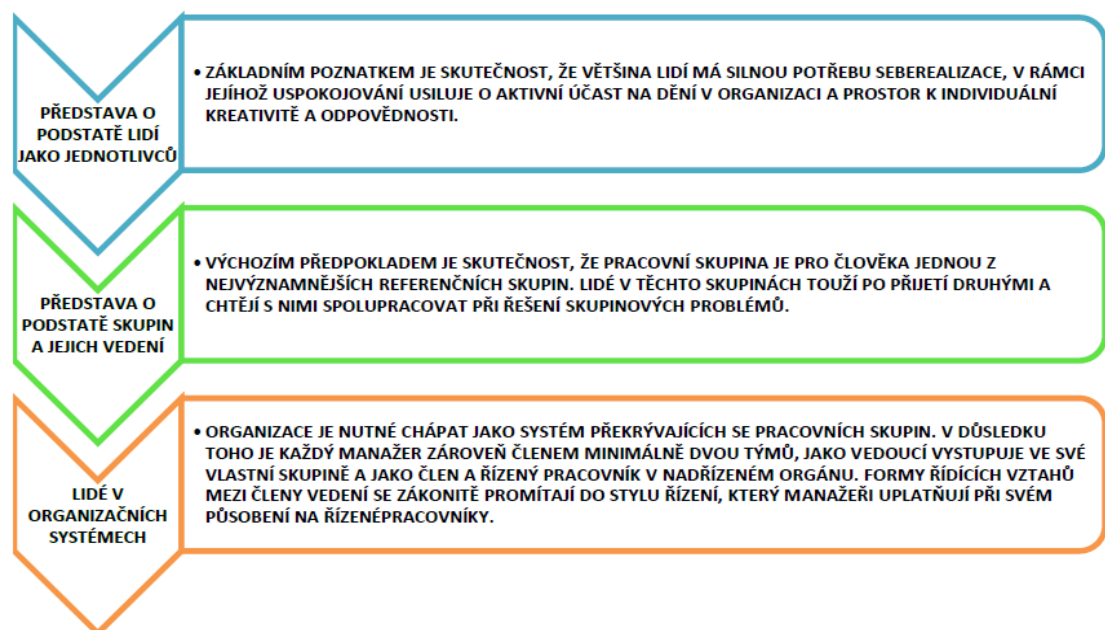 PŘEDSTAVA O
PODSTATĚ LIDÍ
JAKO JEDNOTLIVCŮ
• ZÁKLADNÍM POZNATKEM JE SKUTEČNOST, ŽE VĚTŠINA LIDÍ MÁ SILNOU POTŘEBU SEBEREALIZACE, V RÁMCI
JEJÍHOŽ USPOKOJOVÁNÍ USILUJE O AKTIVNÍ ÚČAST NA DĚNÍ V ORGANIZACI A PROSTOR K INDIVIDUÁLNÍ
KREATIVITĚ A ODPOVĚDNOSTI.
PŘEDSTAVA O
PODSTATĚ SKUPIN
A JEJICH VEDENÍ
• VÝCHOZÍM PŘEDPOKLADEM JE SKUTEČNOST, ŽE PRACOVNÍ SKUPINA JE PRO ČLOVĚKA JEDNOU Z
NEJVÝZNAMNĚJŠÍCH REFERENČNÍCH SKUPIN. LIDÉ V TĚCHTO SKUPINÁCH TOUŽÍ PO PŘIJETÍ DRUHÝMI A
CHTĚJÍ S NIMI SPOLUPRACOVAT PŘI ŘEŠENÍ SKUPINOVÝCH PROBLÉMŮ.
LIDÉ V
ORGANIZAČNÍCH
SYSTÉMECH
• ORGANIZACE JE NUTNÉ CHÁPAT JAKO SYSTÉM PŘEKRÝVAJÍCÍCH SE PRACOVNÍCH SKUPIN. V DŮSLEDKU
TOHO JE KAŽDÝ MANAŽER ZÁROVEŇ ČLENEM MINIMÁLNĚ DVOU TÝMŮ, JAKO VEDOUCÍ VYSTUPUJE VE SVÉ
VLASTNÍ SKUPINĚ A JAKO ČLEN A ŘÍZENÝ PRACOVNÍK V NADŘÍZENÉM ORGÁNU. FORMY ŘÍDÍCÍCH VZTAHŮ
MEZI ČLENY VEDENÍ SE ZÁKONITĚ PROMÍTAJÍ DO STYLU ŘÍZENÍ, KTERÝ MANAŽEŘI UPLATŇUJÍ PŘI SVÉM
PŮSOBENÍ NA ŘÍZENÉPRACOVNÍKY.